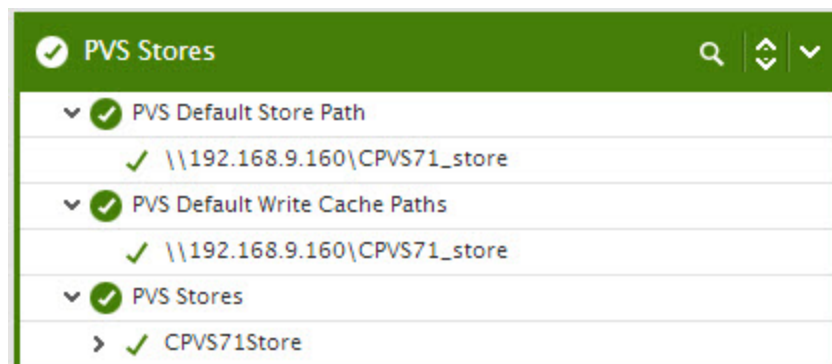 PVS Stores
PVS Default Store Path
\\192.168.9.160\CPVS71_store
PVS Default Write Cache Paths
\\192.168.9.160\CPVS71_store
PVS Stores
CPVS71Store